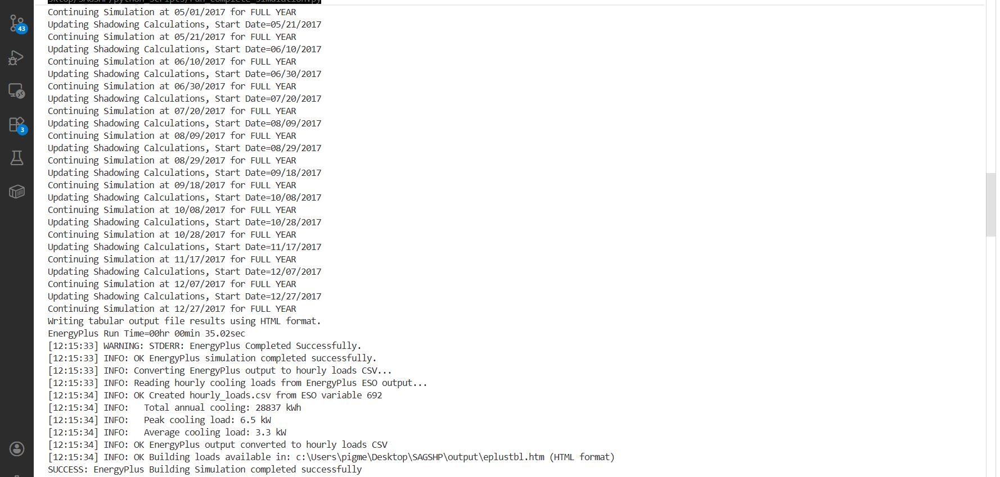 sktop/SAGSHP/python_scripts/run_complete_simulation.py
Continuing Simulation at 05/01/2017 for FULL YEAR
Updating Shadowing Calculations, Start Date=05/21/2017
Continuing Simulation at 05/21/2017 for FULL YEAR
Updating Shadowing Calculations, Start Date=06/10/2017
Continuing Simulation at 06/10/2017 for FULL YEAR
Updating Shadowing Calculations, Start Date=06/30/2017
Continuing Simulation at 06/30/2017 for FULL YEAR
Updating Shadowing Calculations, Start Date=07/20/2017
Continuing Simulation at 07/20/2017 for FULL YEAR
Updating Shadowing Calculations, Start Date=08/09/2017
Continuing Simulation at 08/09/2017 for FULL YEAR
Updating Shadowing Calculations, Start Date=08/29/2017
Continuing Simulation at 08/29/2017 for FULL YEAR
Updating Shadowing Calculations, Start Date=09/18/2017
Continuing Simulation at 09/18/2017 for FULL YEAR
Updating Shadowing Calculations, Start Date=10/08/2017
Continuing Simulation at 10/08/2017 for FULL YEAR
Updating Shadowing Calculations, Start Date=10/28/2017
Continuing Simulation at 10/28/2017 for FULL YEAR
Updating Shadowing Calculations, Start Date=11/17/2017
Continuing Simulation at 11/17/2017 for FULL YEAR
Updating Shadowing Calculations, Start Date=12/07/2017
Continuing Simulation at 12/07/2017 for FULL YEAR
Updating Shadowing Calculations, Start Date=12/27/2017
Continuing Simulation at 12/27/2017 for FULL YEAR
Writing tabular output file results using HTML format.
EnergyPlus Run Time=00hr 00min 35.02sec
[12:15:33] WARNING: STDERR: EnergyPlus Completed Successfully.
[12:15:33] INFO: OK EnergyPlus simulation completed successfully.
[12:15:33] INFO: Converting EnergyPlus output to hourly loads CSV...
[12:15:33] INFO: Reading hourly cooling loads from EnergyPlus ESO output...
[12:15:34] INFO: OK Created hourly_loads.csv from ESO variable 692
[12:15:34] INFO:   Total annual cooling: 28837 kWh
[12:15:34] INFO:   Peak cooling load: 6.5 kW
[12:15:34] INFO:   Average cooling load: 3.3 kW
[12:15:34] INFO: OK EnergyPlus output converted to hourly loads CSV
[12:15:34] INFO: OK Building loads available in: c:\Users\pigme\Desktop\SAGSHP\output\eplustbl.htm (HTML format)
SUCCESS: EnergyPlus Building Simulation completed successfully
43
3